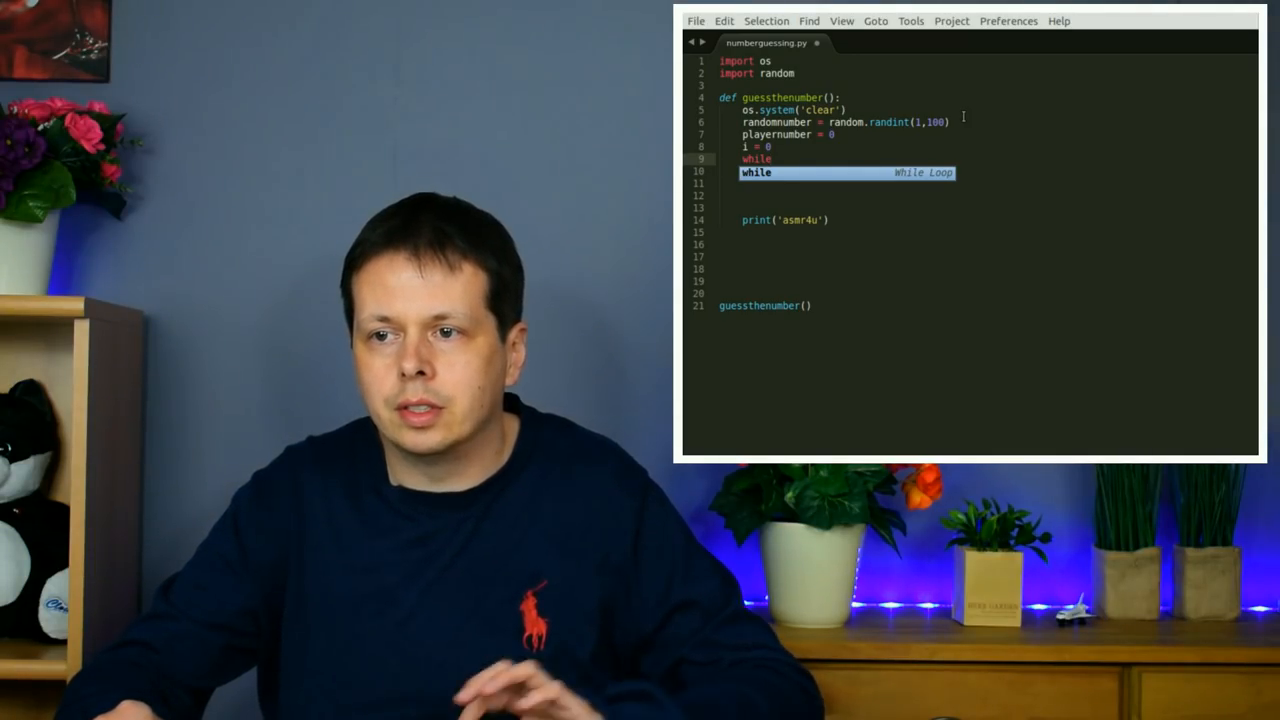 File Edit Selection Find View Goto Tools Project Preferences Help
numberguessing.py
1 import os
2 import random
3
4 def guessthenumber():
5 os.system('clear')
6 randomnumber = random.randint(1,100)
7 playernumber = 0
8 i = 0
9 while
10 while While Loop
11
12
13
14 print('asmr4u')
15
16
17
18
19
20
21 guessthenumber()
HERB GARDEN